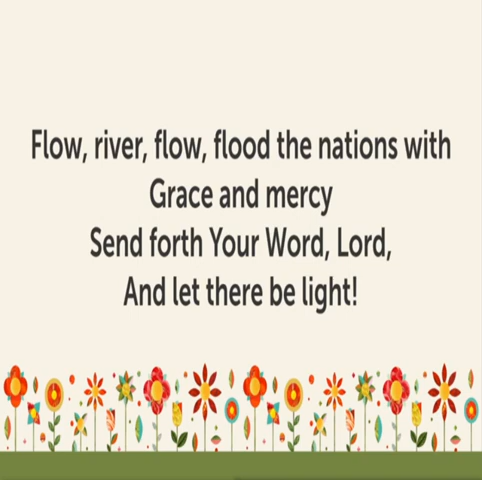 Flow, river, flow, flood the nations with
Grace and mercy
Send forth Your Word, Lord,
And let there be light!